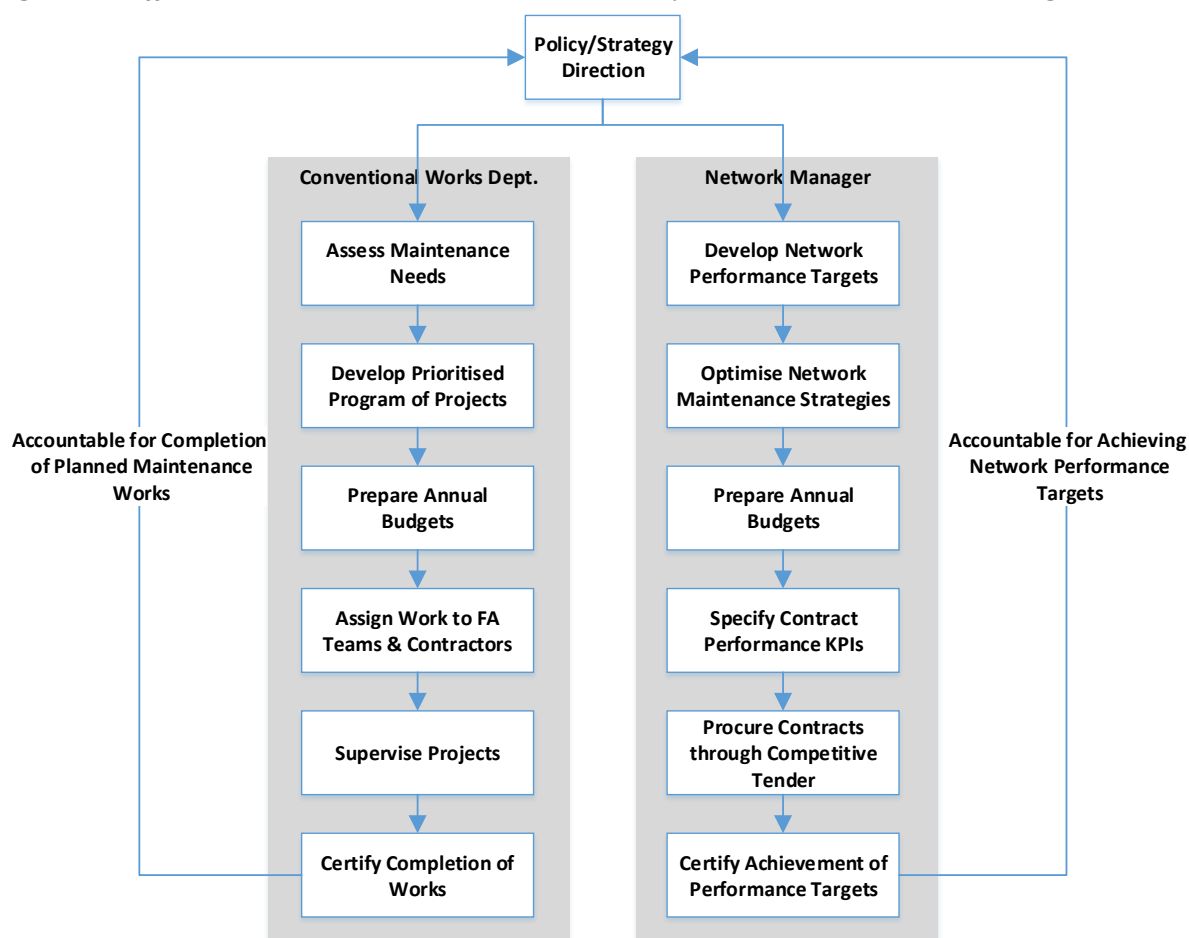 Policy/Strategy
Direction
Conventional Works Dept.
Assess Maintenance
Needs
Develop Prioritised
Program of Projects
Prepare Annual
Budgets
Assign Work to FA
Teams & Contractors
Supervise Projects
Certify Completion of
Works
Accountable for Completion
of Planned Maintenance
Works
Network Manager
Develop Network
Performance Targets
Optimise Network
Maintenance Strategies
Prepare Annual
Budgets
Specify Contract
Performance KPIs
Procure Contracts
through Competitive
Tender
Certify Achievement of
Performance Targets
Accountable for Achieving
Network Performance
Targets